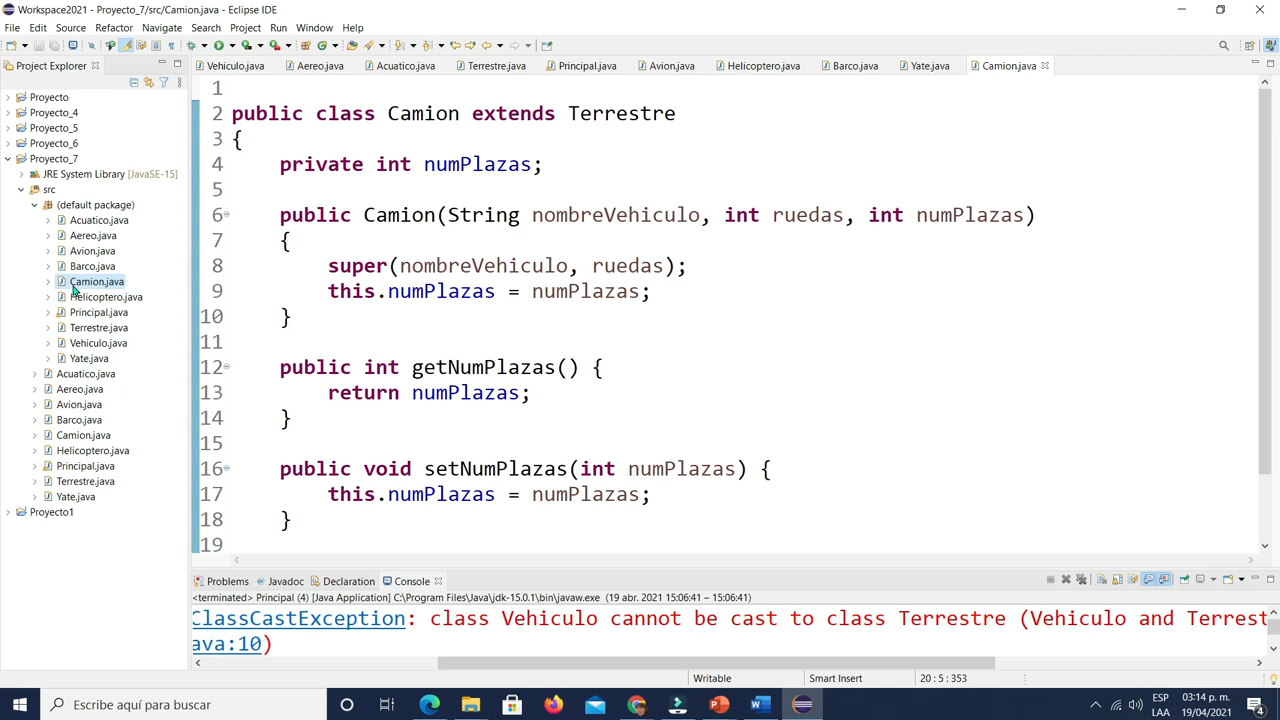 Workspace2021 - Proyecto_7/src/Camion.java - Eclipse IDE
File Edit Source Refactor Navigate Search Project Run Window Help
Project Explorer
Proyecto
Proyecto_4
Proyecto_5
Proyecto_6
Proyecto_7
JRE System Library [JavaSE-15]
src
(default package)
Acuatico.java
Aereo.java
Avion.java
Barco.java
Camion.java
Helicoptero.java
Principal.java
Terrestre.java
Vehiculo.java
Yate.java
Acuatico.java
Aereo.java
Avion.java
Barco.java
Camion.java
Helicoptero.java
Principal.java
Terrestre.java
Yate.java
Proyecto1
Vehiculo.java Aereo.java Acuatico.java Terrestre.java Principal.java Avion.java Helicoptero.java Barco.java Yate.java Camion.java
1
2 public class Camion extends Terrestre
3 {
4 private int numPlazas;
5
6 public Camion(String nombreVehiculo, int ruedas, int numPlazas)
7 {
8 super(nombreVehiculo, ruedas);
9 this.numPlazas = numPlazas;
10 }
11
12 public int getNumPlazas() {
13 return numPlazas;
14 }
15
16 public void setNumPlazas(int numPlazas) {
17 this.numPlazas = numPlazas;
18 }
19
Problems Javadoc Declaration Console
<terminated> Principal (4) [Java Application] C:\Program Files\Java\jdk-15.0.1\bin\javaw.exe (19 abr. 2021 15:06:41 – 15:06:41)
ClassCastException: class Vehiculo cannot be cast to class Terrestre (Vehiculo and Terrest
ava:10)
Writable Smart Insert 20 : 5 : 353
Escribe aquí para buscar
ESP
LAA
03:14 p. m.
19/04/2021
4